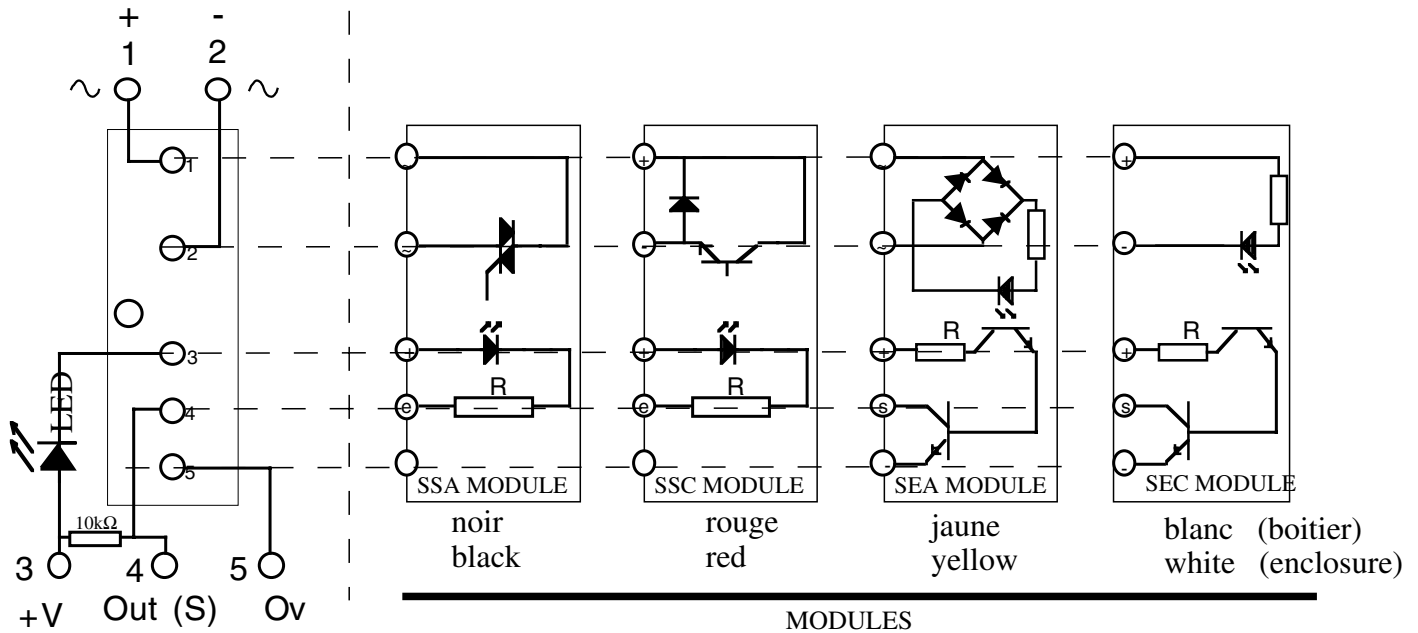 + -
1 2
1
2
3
4
5
LED
10kΩ
3 4 5
+V Out (S) Ov
~
~
+
e
R
SSA MODULE
noir
black
+
-
+
e
R
SSC MODULE
rouge
red
~
~
+
s
R
SEA MODULE
jaune
yellow
+
-
+
s
-
R
SEC MODULE
blanc (boitier)
white (enclosure)
MODULES